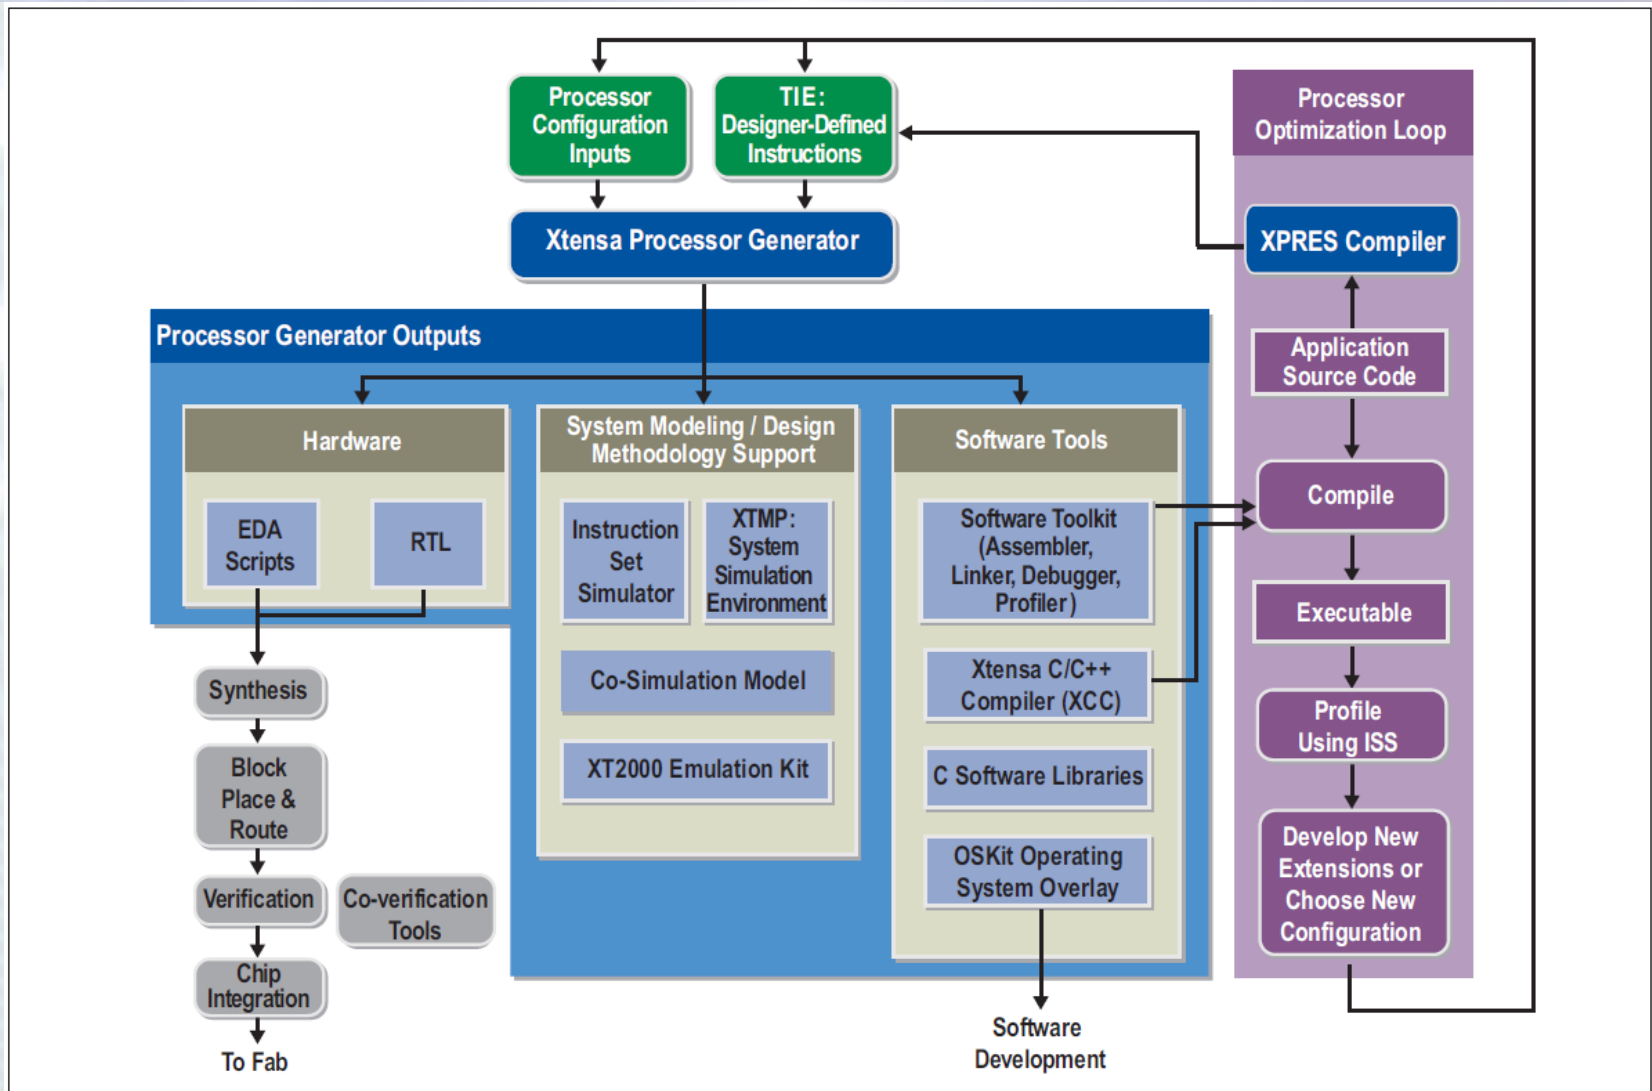 Processor
Configuration
Inputs
TIE:
Designer-Defined
Instructions
Processor
Optimization Loop
Xtensa Processor Generator
XPRES Compiler
Processor Generator Outputs
Application
Source Code
Hardware
System Modeling / Design
Methodology Support
Software Tools
Compile
EDA
Scripts
RTL
Instruction
Set
Simulator
XTMP:
System
Simulation
Environment
Software Toolkit
(Assembler,
Linker, Debugger,
Profiler)
Executable
Co-Simulation Model
Xtensa C/C++
Compiler (XCC)
Synthesis
Profile
Using ISS
XT2000 Emulation Kit
C Software Libraries
Block
Place &
Route
Develop New
Extensions or
Choose New
Configuration
OSKit Operating
System Overlay
Verification
Co-verification
Tools
Chip
Integration
To Fab
Software
Development